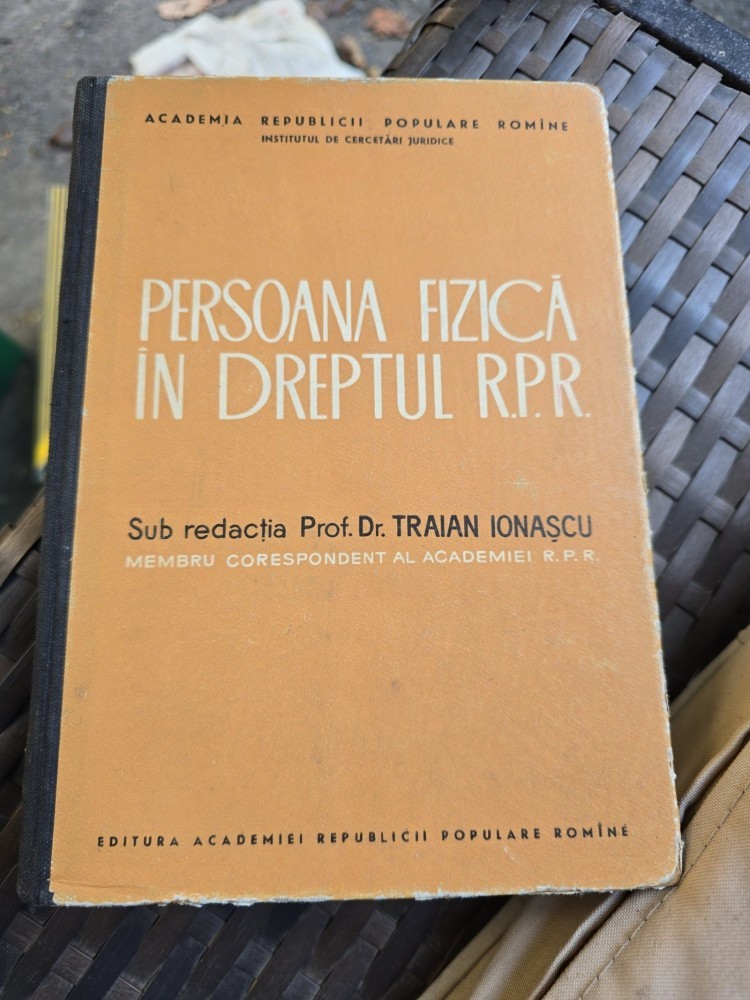 ACADEMIA REPUBLICII POPULARE ROMÎNE
INSTITUTUL DE CERCETĂRI JURIDICE
PERSOANA FIZICĂ
ÎN DREPTUL R.P.R.
Sub redacția Prof. Dr. TRAIAN IONAȘCU
MEMBRU CORESPONDENT AL ACADEMIEI R.P.R.
EDITURA ACADEMIEI REPUBLICII POPULARE ROMÎNE